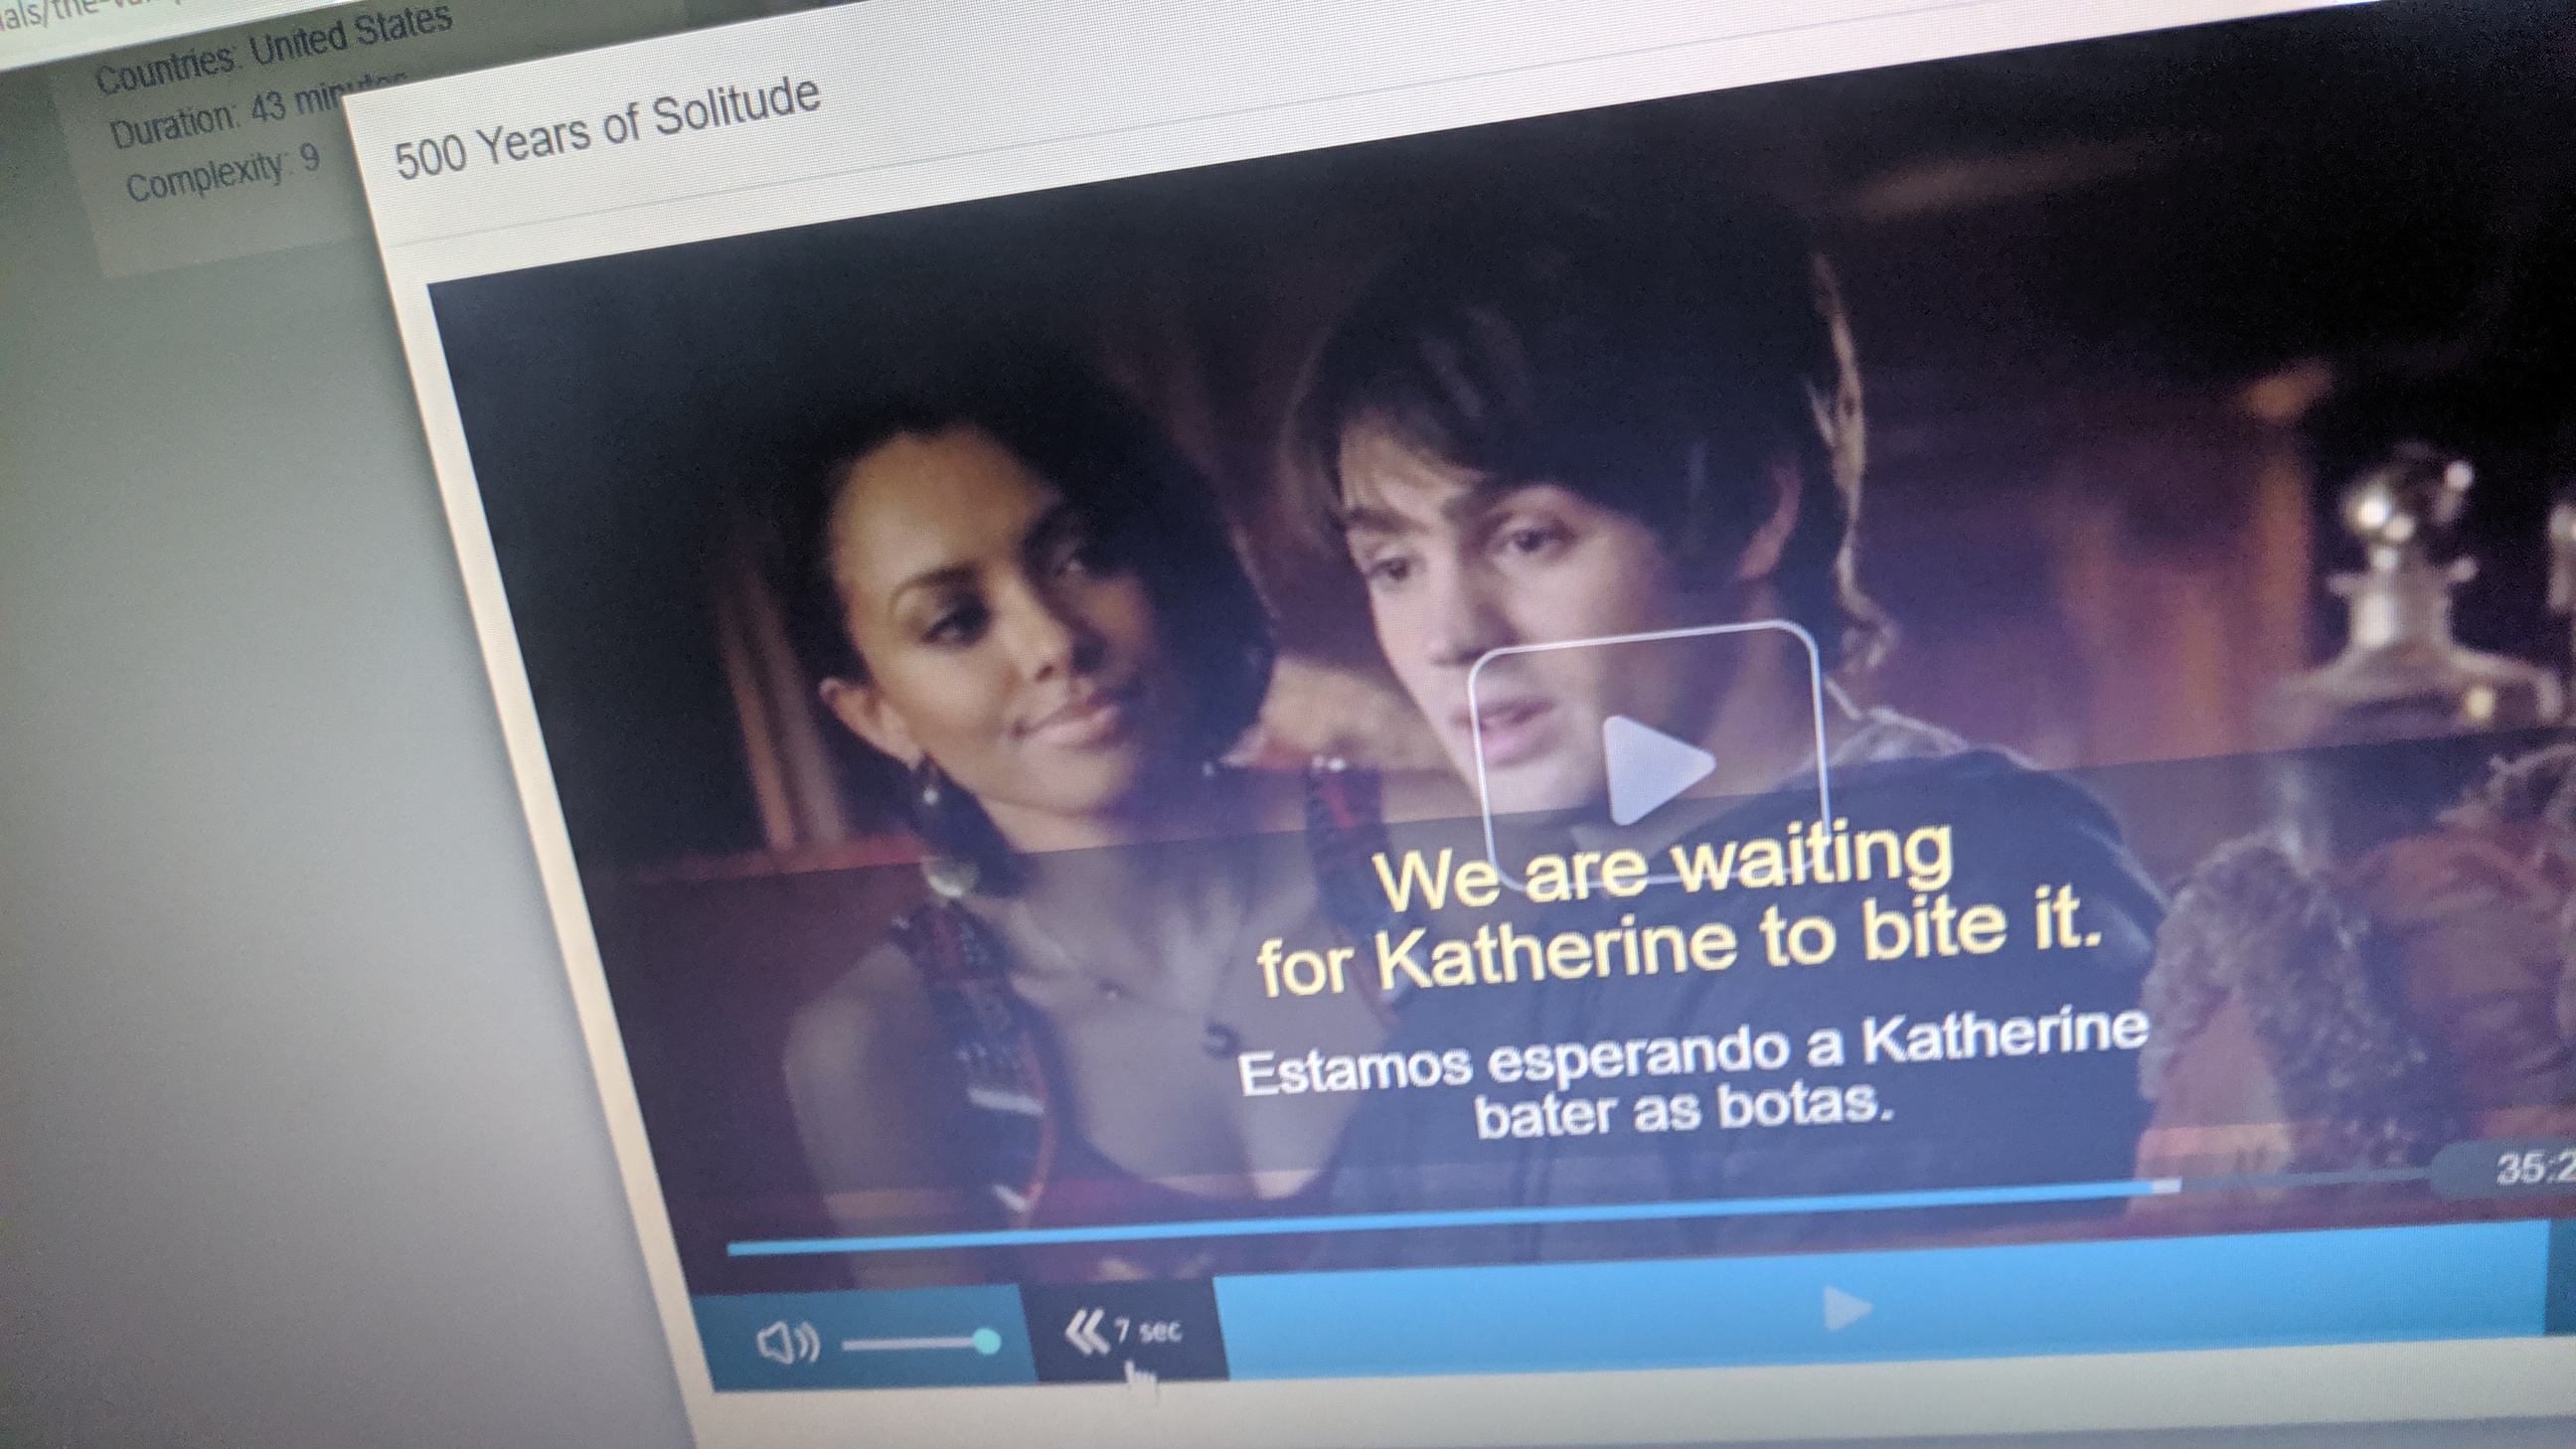 Countries: United States
Duration: 43 minutes
Complexity: 9
500 Years of Solitude
We are waiting
for Katherine to bite it.
Estamos esperando a Katherine
bater as botas.
7 sec